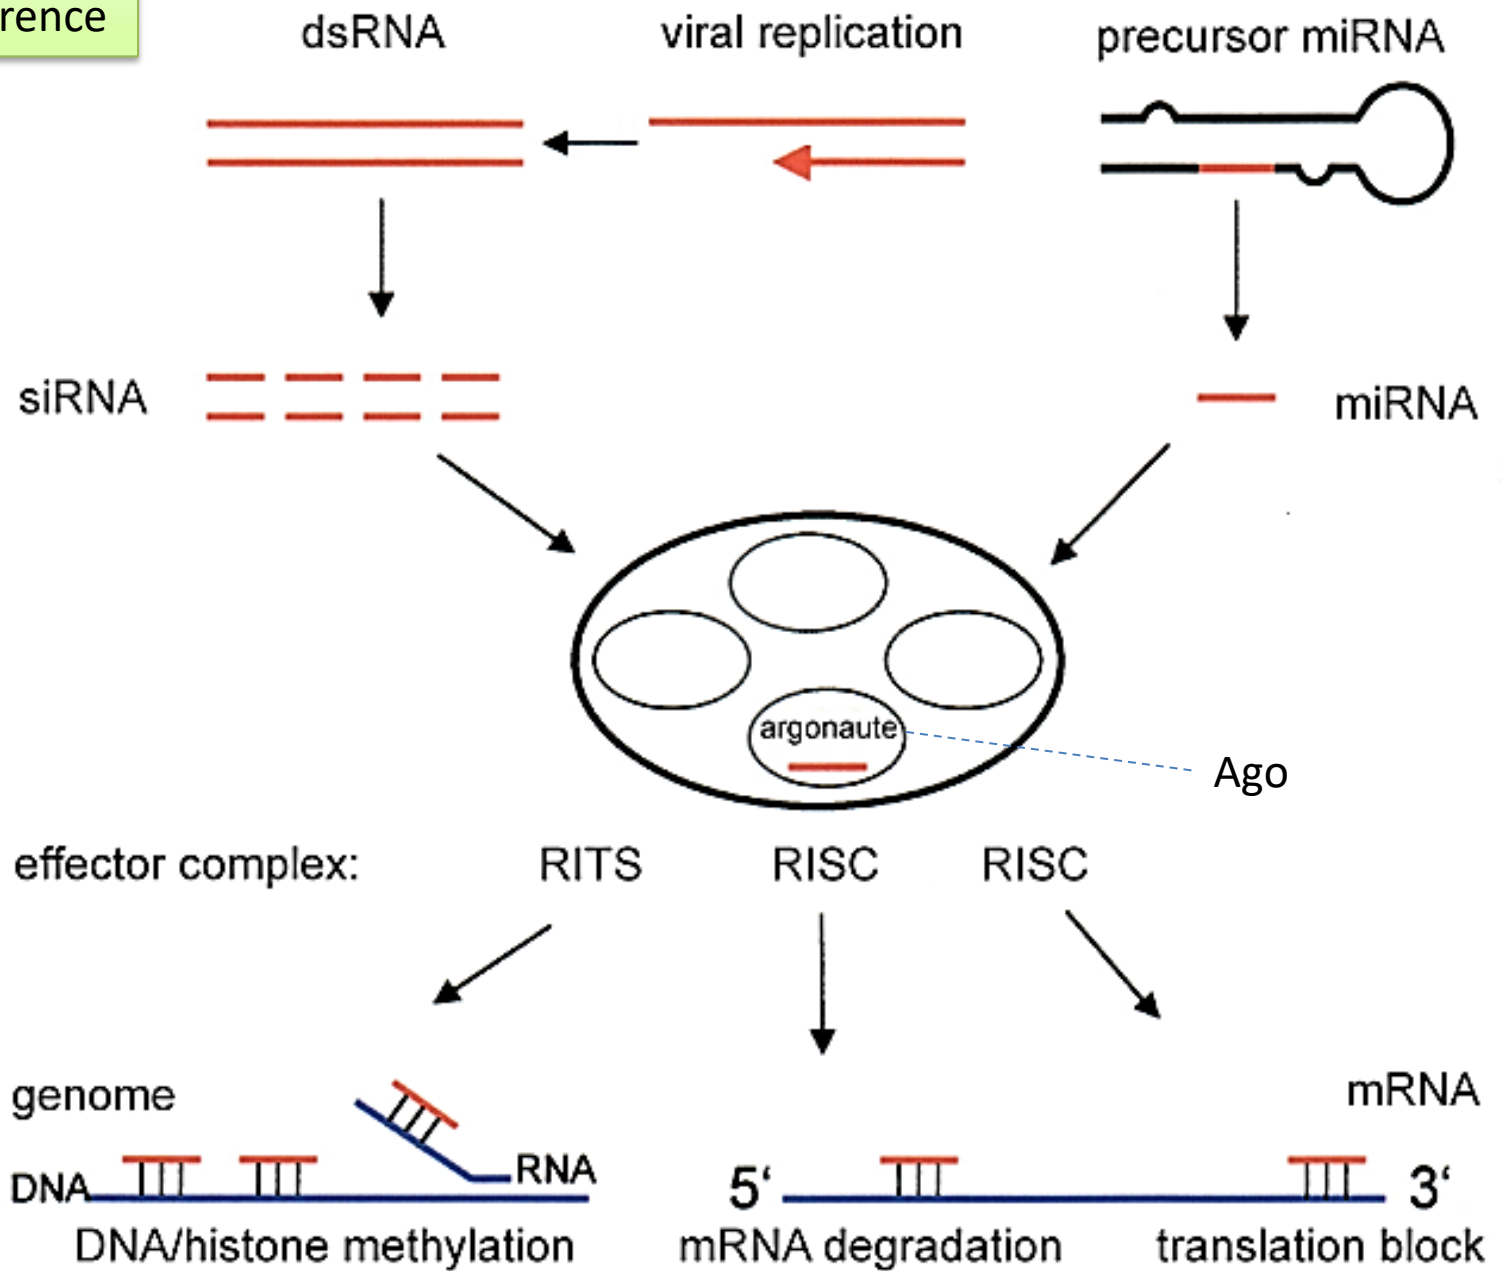 rence
dsRNA
viral replication
precursor miRNA
siRNA
miRNA
argonaute
Ago
effector complex:
RITS
RISC
RISC
genome
mRNA
DNA
RNA
5‘
3‘
DNA/histone methylation
mRNA degradation
translation block